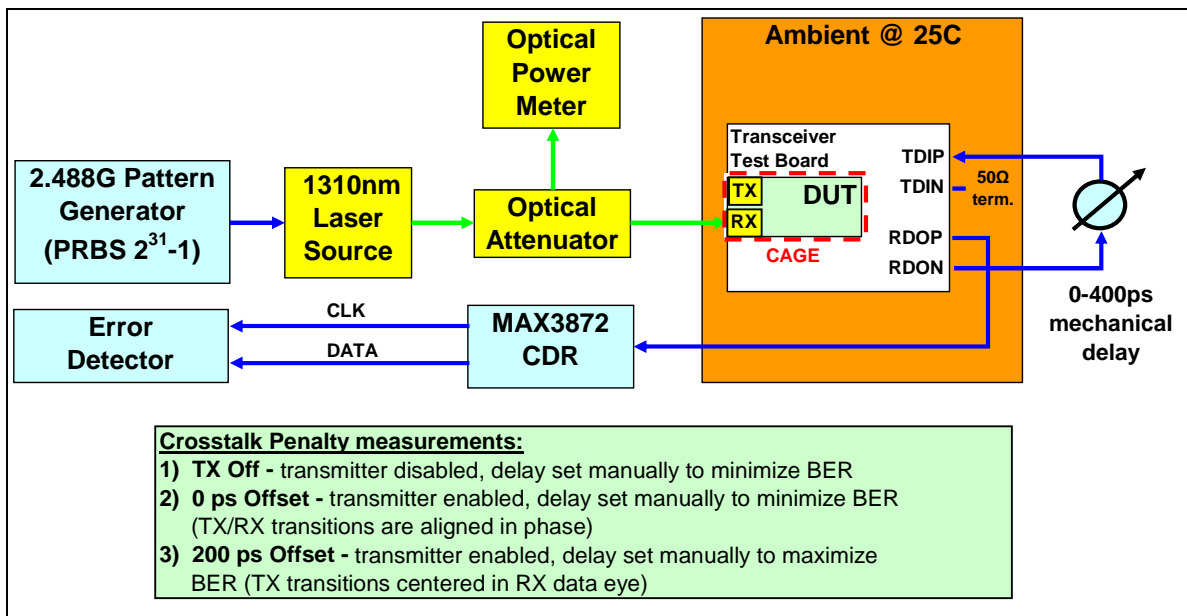 Optical
Power
Meter
Ambient @ 25C
2.488G Pattern
Generator
(PRBS 2³¹-1)
1310nm
Laser
Source
Optical
Attenuator
Transceiver
Test Board
TX
RX
DUT
CAGE
TDIP
TDIN
RDOP
RDON
50Ω
term.
0-400ps
mechanical
delay
Error
Detector
CLK
DATA
MAX3872
CDR
Crosstalk Penalty measurements:
1) TX Off - transmitter disabled, delay set manually to minimize BER
2) 0 ps Offset - transmitter enabled, delay set manually to minimize BER
(TX/RX transitions are aligned in phase)
3) 200 ps Offset - transmitter enabled, delay set manually to maximize
BER (TX transitions centered in RX data eye)